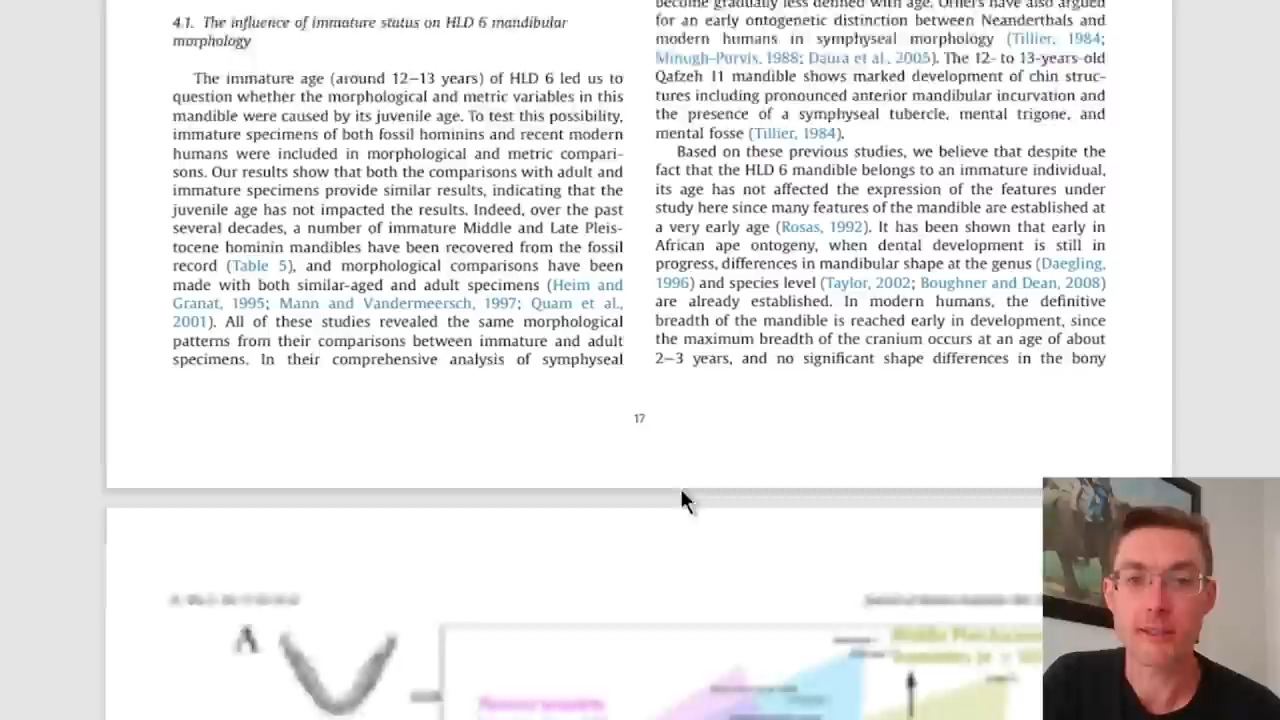 4.1. The influence of immature status on HLD 6 mandibular
morphology
The immature age (around 12–13 years) of HLD 6 led us to
question whether the morphological and metric variables in this
mandible were caused by its juvenile age. To test this possibility,
immature specimens of both fossil hominins and recent modern
humans were included in morphological and metric compari-
sons. Our results show that both the comparisons with adult and
immature specimens provide similar results, indicating that the
juvenile age has not impacted the results. Indeed, over the past
several decades, a number of immature Middle and Late Pleis-
tocene hominin mandibles have been recovered from the fossil
record (Table 5), and morphological comparisons have been
made with both similar-aged and adult specimens (Heim and
Granat, 1995; Mann and Vandermeersch, 1997; Quam et al.,
2001). All of these studies revealed the same morphological
patterns from their comparisons between immature and adult
specimens. In their comprehensive analysis of symphyseal
become gradually less defined with age. Others have also argued
for an early ontogenetic distinction between Neanderthals and
modern humans in symphyseal morphology (Tillier, 1984;
Minugh-Purvis, 1988; Daura et al., 2005). The 12- to 13-years-old
Qafzeh 11 mandible shows marked development of chin struc-
tures including pronounced anterior mandibular incurvation and
the presence of a symphyseal tubercle, mental trigone, and
mental fosse (Tillier, 1984).
Based on these previous studies, we believe that despite the
fact that the HLD 6 mandible belongs to an immature individual,
its age has not affected the expression of the features under
study here since many features of the mandible are established at
a very early age (Rosas, 1992). It has been shown that early in
African ape ontogeny, when dental development is still in
progress, differences in mandibular shape at the genus (Daegling,
1996) and species level (Taylor, 2002; Boughner and Dean, 2008)
are already established. In modern humans, the definitive
breadth of the mandible is reached early in development, since
the maximum breadth of the cranium occurs at an age of about
2–3 years, and no significant shape differences in the bony
17
A